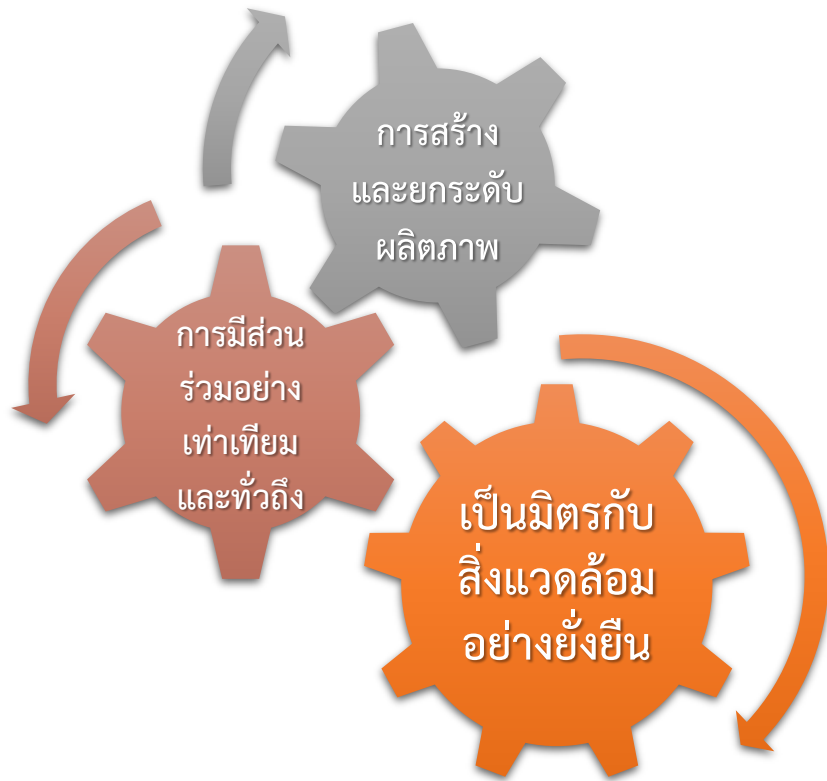 การสร้าง
และยกระดับ
ผลิตภาพ
การมีส่วน
ร่วมอย่าง
เท่าเทียม
และทั่วถึง
เป็นมิตรกับ
สิ่งแวดล้อม
อย่างยั่งยืน